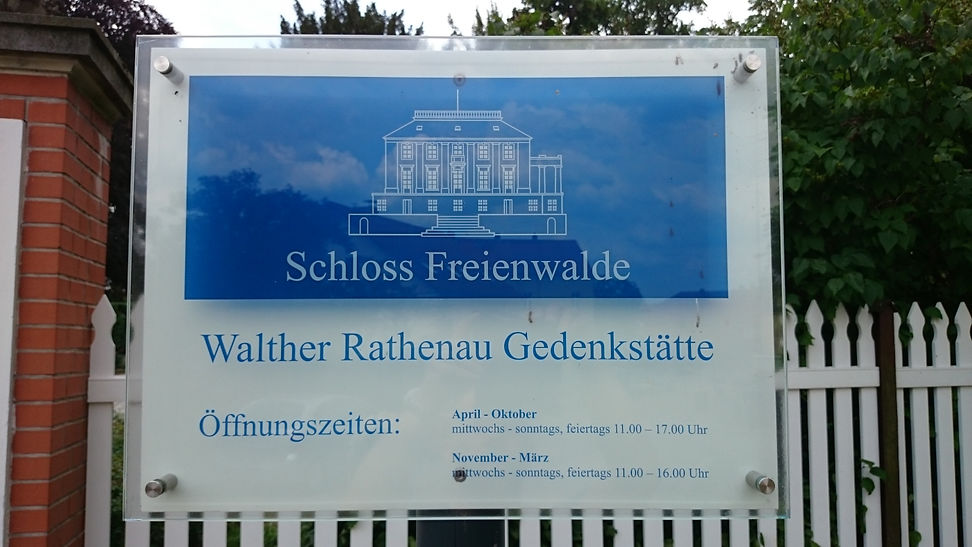 Schloss Freienwalde
Walther Rathenau Gedenkstätte
Öffnungszeiten:
April - Oktober
mittwochs - sonntags, feiertags 11.00 – 17.00 Uhr
November - März
mittwochs - sonntags, feiertags 11.00 – 16.00 Uhr